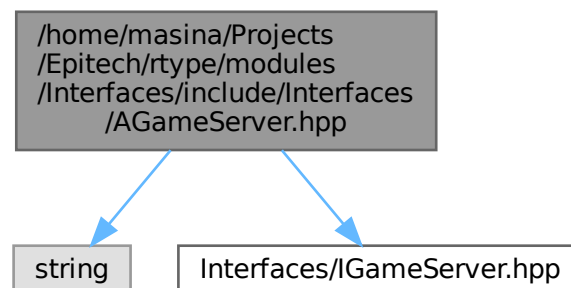 /home/masina/Projects
/Epitech/rtype/modules
/Interfaces/include/Interfaces
/AGameServer.hpp
string
Interfaces/IGameServer.hpp